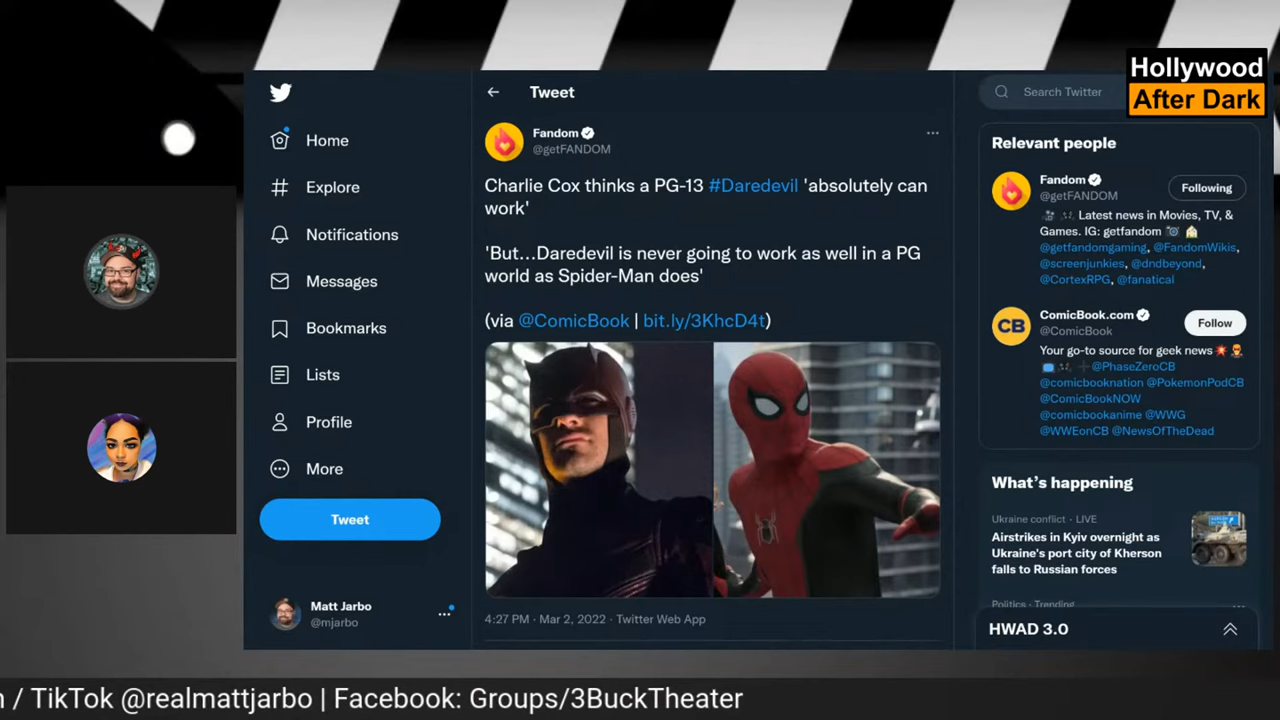 Hollywood
After Dark
Home
Explore
Notifications
Messages
Bookmarks
Lists
Profile
More
Tweet
Matt Jarbo
@mjarbo
Tweet
Fandom
@getFANDOM
Charlie Cox thinks a PG-13 #Daredevil 'absolutely can
work'
'But...Daredevil is never going to work as well in a PG
world as Spider-Man does'
(via @ComicBook | bit.ly/3KhcD4t)
4:27 PM · Mar 2, 2022 · Twitter Web App
Search Twitter
Relevant people
Fandom
@getFANDOM
Following
Latest news in Movies, TV, &
Games. IG: getfandom
@getfandomgaming, @FandomWikis,
@screenjunkies, @dndbeyond,
@CortexRPG, @fanatical
CB
ComicBook.com
@ComicBook
Follow
Your go-to source for geek news
@PhaseZeroCB
@comicbooknation @PokemonPodCB
@ComicBookNOW
@comicbookanime @WWG
@WWEonCB @NewsOfTheDead
What's happening
Ukraine conflict · LIVE
Airstrikes in Kyiv overnight as
Ukraine's port city of Kherson
falls to Russian forces
Politics · Trending
HWAD 3.0
/ TikTok @realmattjarbo | Facebook: Groups/3BuckTheater